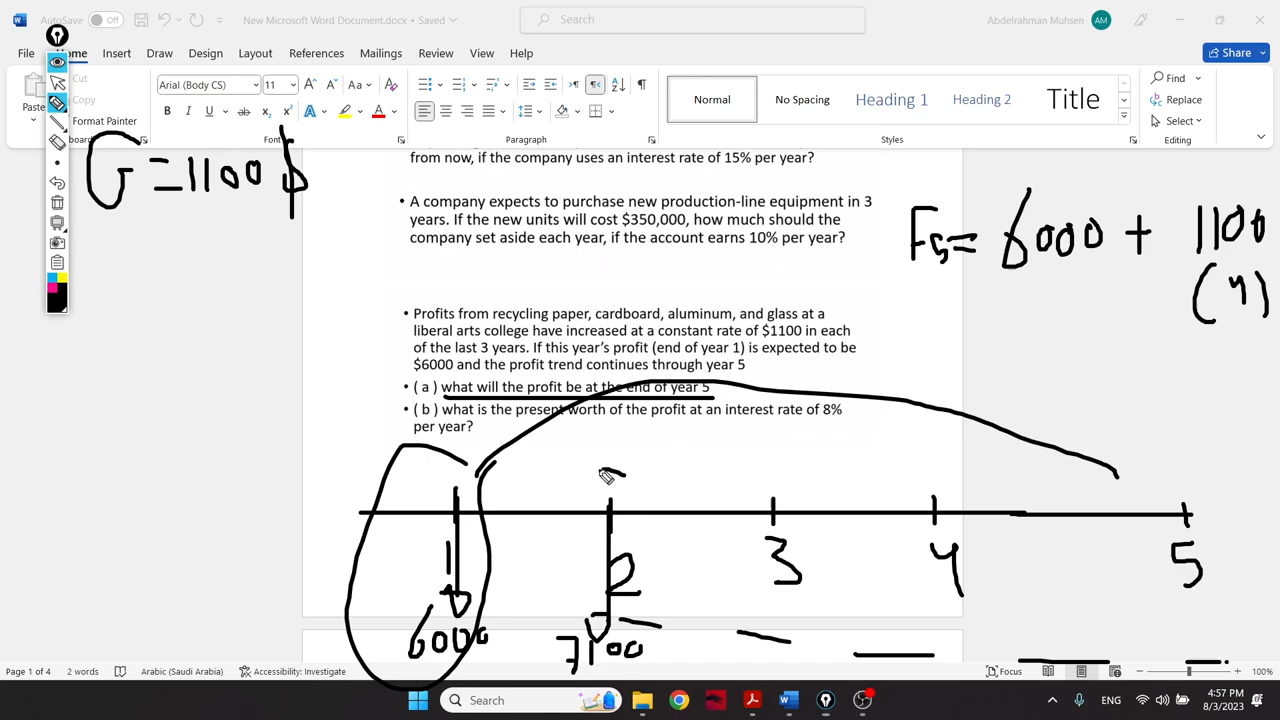 AutoSave Off New Microsoft Word Document.docx • Saved Search Abdelrahman Muhsen AM
File Home Insert Draw Design Layout References Mailings Review View Help Share
Paste Cut Copy Format Painter
Arial (Body CS) 11 Aa
Normal No Spacing Heading 1 Heading 2 Title
Find Replace Select
Font Paragraph Styles Editing
G = 1100 $
from now, if the company uses an interest rate of 15% per year?
• A company expects to purchase new production-line equipment in 3
years. If the new units will cost $350,000, how much should the
company set aside each year, if the account earns 10% per year?
F5 = 6000 + 1100
(4)
Profits from recycling paper, cardboard, aluminum, and glass at a
liberal arts college have increased at a constant rate of $1100 in each
of the last 3 years. If this year's profit (end of year 1) is expected to be
$6000 and the profit trend continues through year 5
• ( a ) what will the profit be at the end of year 5
• ( b ) what is the present worth of the profit at an interest rate of 8%
per year?
1 2 3 4 5
6000 7100
Page 1 of 4 2 words Arabic (Saudi Arabia) Accessibility: Investigate Focus 100%
Search ENG 4:57 PM
8/3/2023